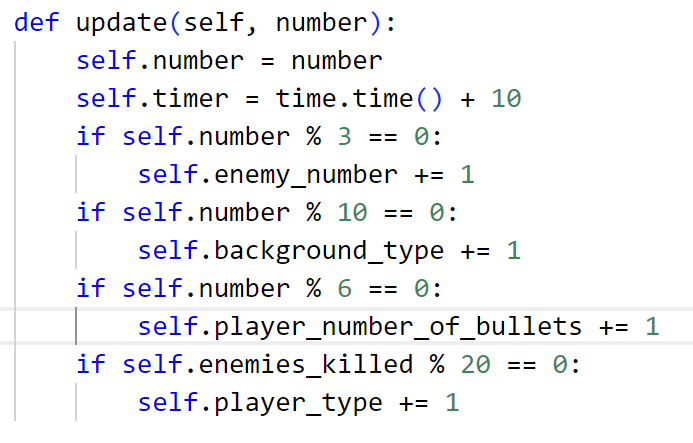 def update(self, number):
    self.number = number
    self.timer = time.time() + 10
    if self.number % 3 == 0:
        self.enemy_number += 1
    if self.number % 10 == 0:
        self.background_type += 1
    if self.number % 6 == 0:
        self.player_number_of_bullets += 1
    if self.enemies_killed % 20 == 0:
        self.player_type += 1